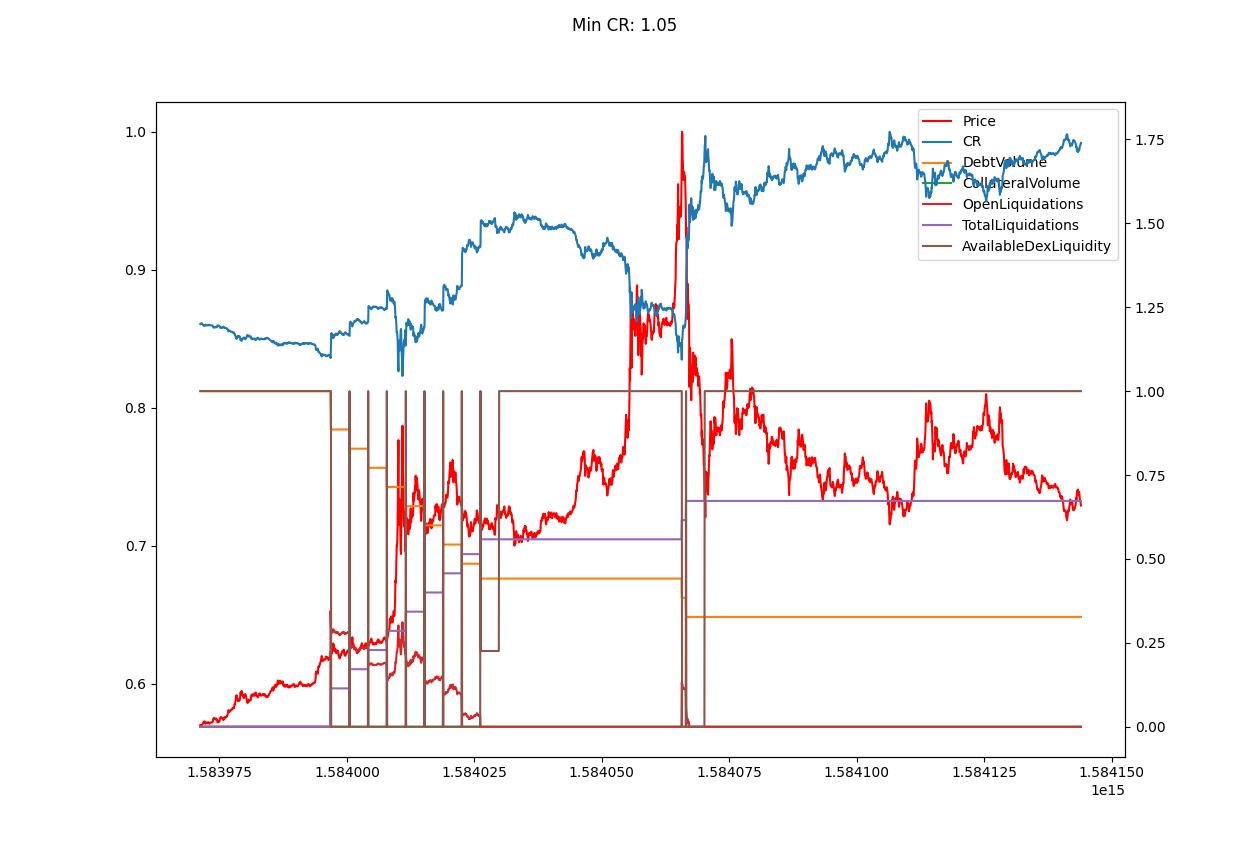 Min CR: 1.05
1.0
0.9
0.8
0.7
0.6
1.75
1.50
1.25
1.00
0.75
0.50
0.25
0.00
Price
CR
DebtVolume
CollateralVolume
OpenLiquidations
TotalLiquidations
AvailableDexLiquidity
1.583975 1.584000 1.584025 1.584050 1.584075 1.584100 1.584125 1.584150
1e15